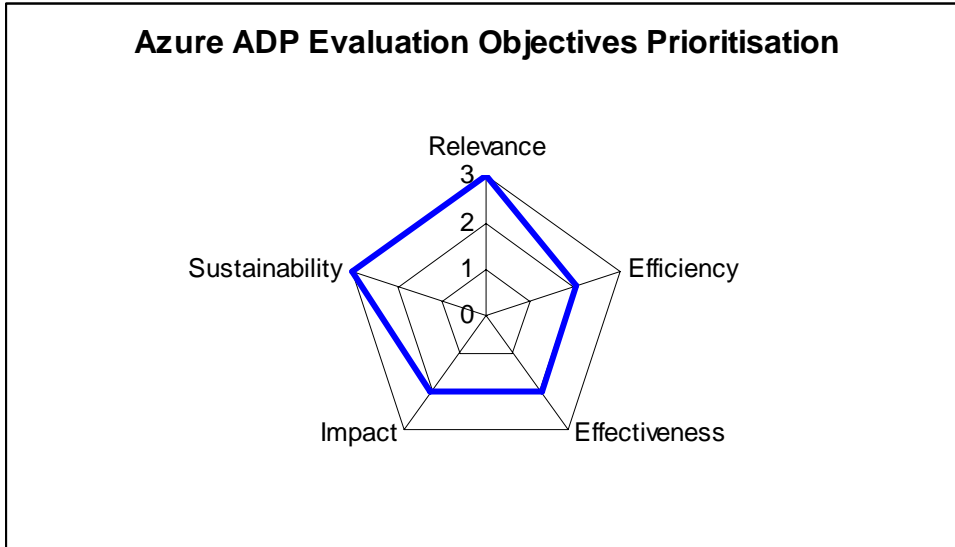 Azure ADP Evaluation Objectives Prioritisation
Relevance
3
2
1
0
Sustainability
Efficiency
Impact
Effectiveness